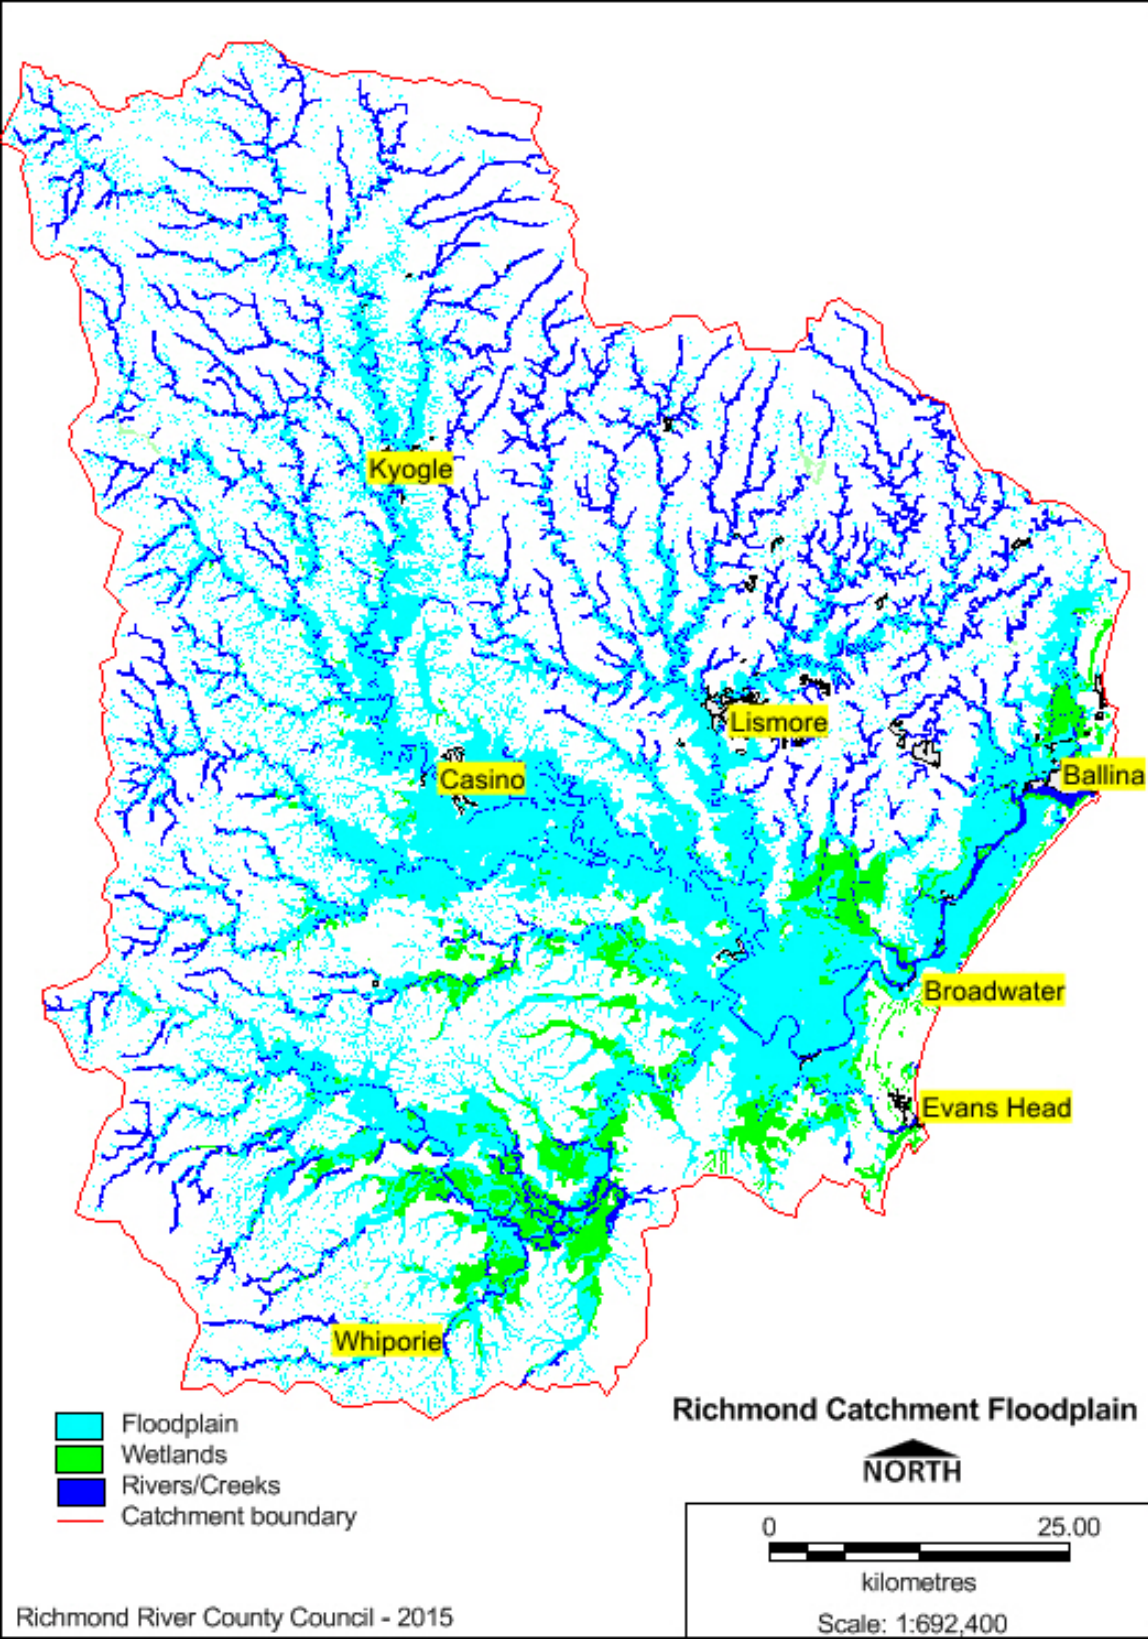 Kyogle
Lismore
Casino
Ballina
Broadwater
Evans Head
Whiporie
Richmond Catchment Floodplain
NORTH
Floodplain
Wetlands
Rivers/Creeks
Catchment boundary
0 25.00
kilometres
Scale: 1:692,400
Richmond River County Council - 2015